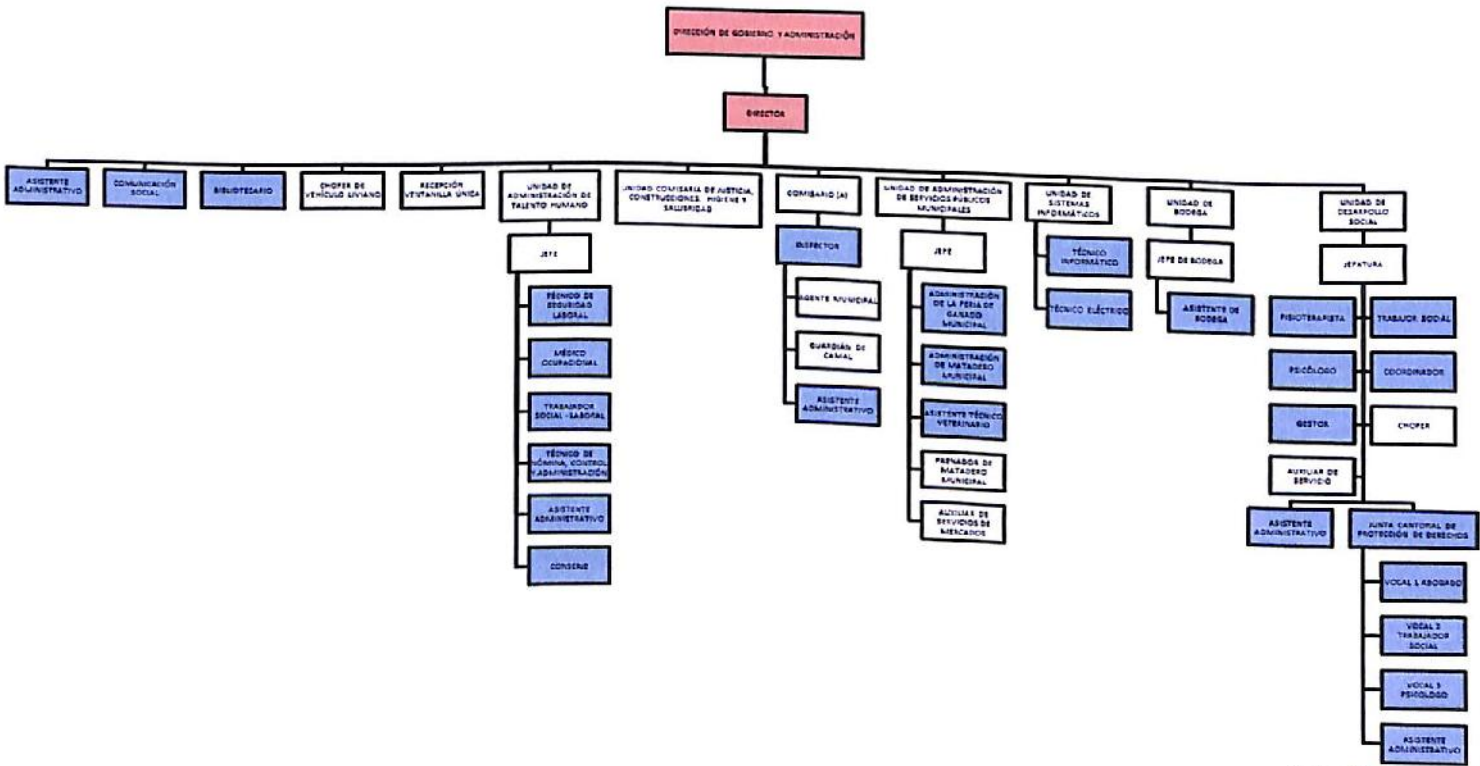 DIRECCIÓN DE GOBIERNO Y ADMINISTRACIÓN
DIRECTOR
ASISTENTE
ADMINISTRATIVO
COMUNICACIÓN
SOCIAL
BIBLIOTECARIO
CHOFER DE
VEHÍCULO LIVIANO
RECEPCIÓN
VENTANILLA ÚNICA
UNIDAD DE
ADMINISTRACIÓN DE
TALENTO HUMANO
UNIDAD COMISARIA DE JUSTICIA,
CONSTRUCCIONES, HIGIENE Y
SALUBRIDAD
COMISARIO (A)
UNIDAD DE ADMINISTRACIÓN
DE SERVICIOS PÚBLICOS
MUNICIPALES
UNIDAD DE
SISTEMAS
INFORMÁTICOS
UNIDAD DE
BODEGA
UNIDAD DE
DESARROLLO
SOCIAL
JEFE
TÉCNICO DE
SEGURIDAD
LABORAL
MÉDICO
OCUPACIONAL
TRABAJADOR
SOCIAL - LABORAL
TÉCNICO DE
NÓMINA, CONTROL
Y ADMINISTRACIÓN
ASISTENTE
ADMINISTRATIVO
CONSERJE
INSPECTOR
AGENTE MUNICIPAL
GUARDIÁN DE
CAMAL
ASISTENTE
ADMINISTRATIVO
JEFE
ADMINISTRACIÓN
DE LA FERIA DE
GANADO
MUNICIPAL
ADMINISTRACIÓN
DE MATADERO
MUNICIPAL
ASISTENTE TÉCNICO
VETERINARIO
FAENADOR DE
MATADERO
MUNICIPAL
AUXILIAR DE
SERVICIOS DE
MERCADOS
TÉCNICO
INFORMÁTICO
TÉCNICO ELÉCTRICO
JEFE DE BODEGA
ASISTENTE DE
BODEGA
JEFATURA
FISIOTERAPISTA
TRABAJOR SOCIAL
PSICÓLOGO
COORDINADOR
GESTOR
CHOFER
AUXILIAR DE
SERVICIO
ASISTENTE
ADMINISTRATIVO
JUNTA CANTONAL DE
PROTECCIÓN DE DERECHOS
VOCAL 1 ABOGADO
VOCAL 2
TRABAJADOR
SOCIAL
VOCAL 3
PSICOLOGO
ASISTENTE
ADMINISTRATIVO